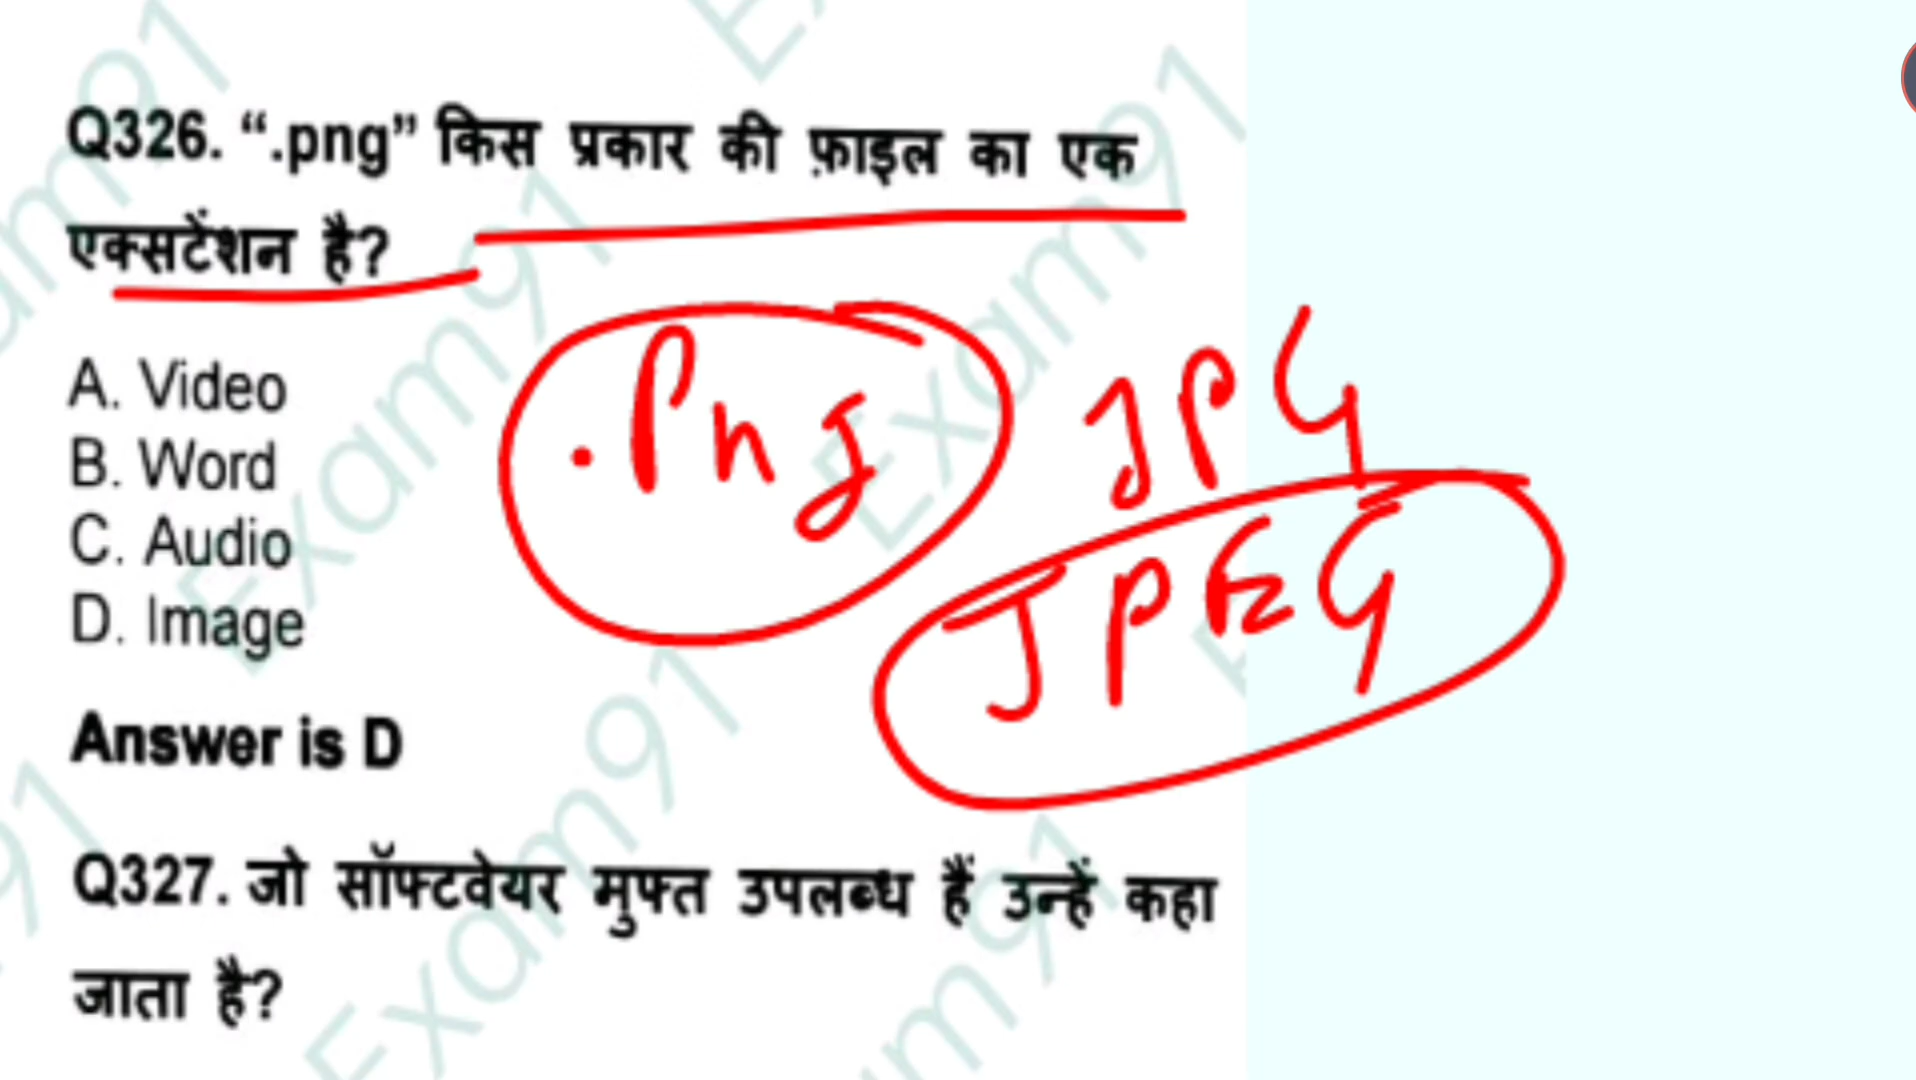 Q326. “.png” किस प्रकार की फ़ाइल का एक
एक्सटेंशन है?
.Png JPG
JPEG
A. Video
B. Word
C. Audio
D. Image
Answer is D
Q327. जो सॉफ्टवेयर मुफ्त उपलब्ध हैं उन्हें कहा
जाता है?
Exam91